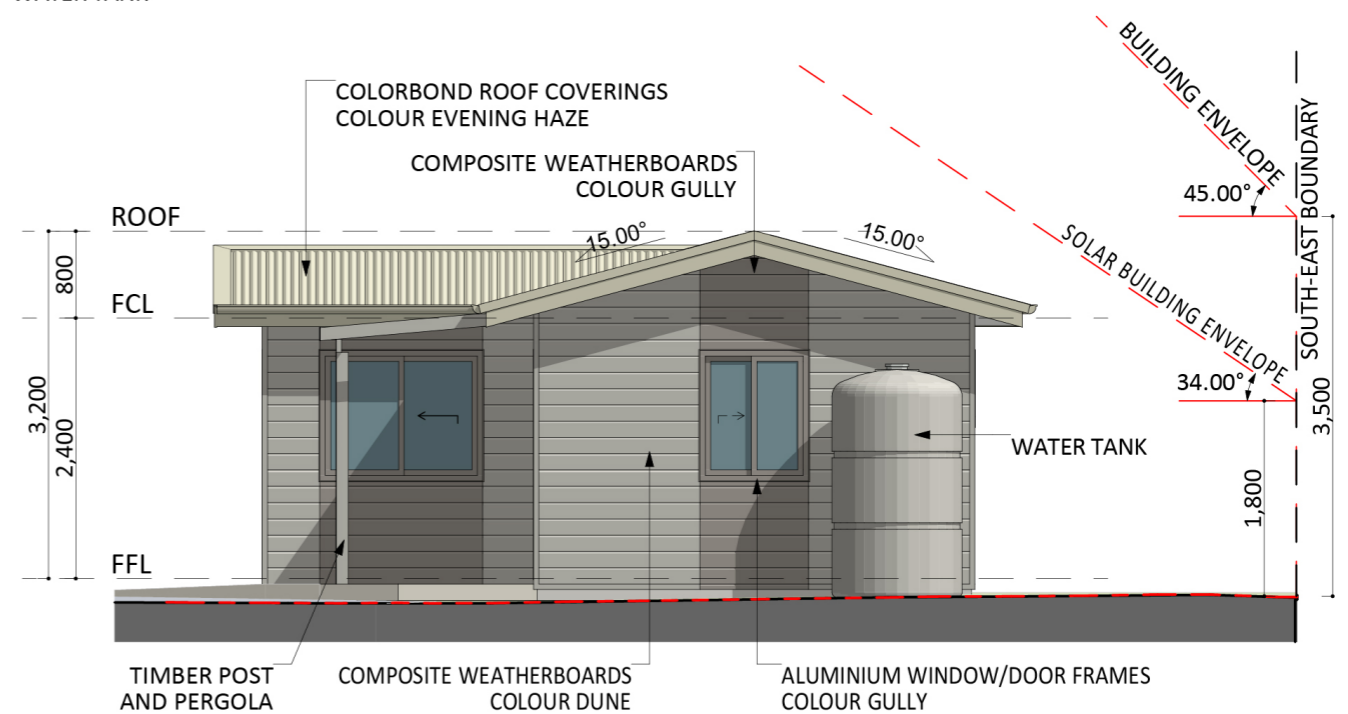 COLORBOND ROOF COVERINGS
COLOUR EVENING HAZE
COMPOSITE WEATHERBOARDS
COLOUR GULLY
BUILDING ENVELOPE
45.00°
SOUTH-EAST BOUNDARY
ROOF
15.00°
15.00°
SOLAR BUILDING ENVELOPE
800
FCL
34.00°
3,200
2,400
3,500
WATER TANK
1,800
FFL
TIMBER POST
AND PERGOLA
COMPOSITE WEATHERBOARDS
COLOUR DUNE
ALUMINIUM WINDOW/DOOR FRAMES
COLOUR GULLY